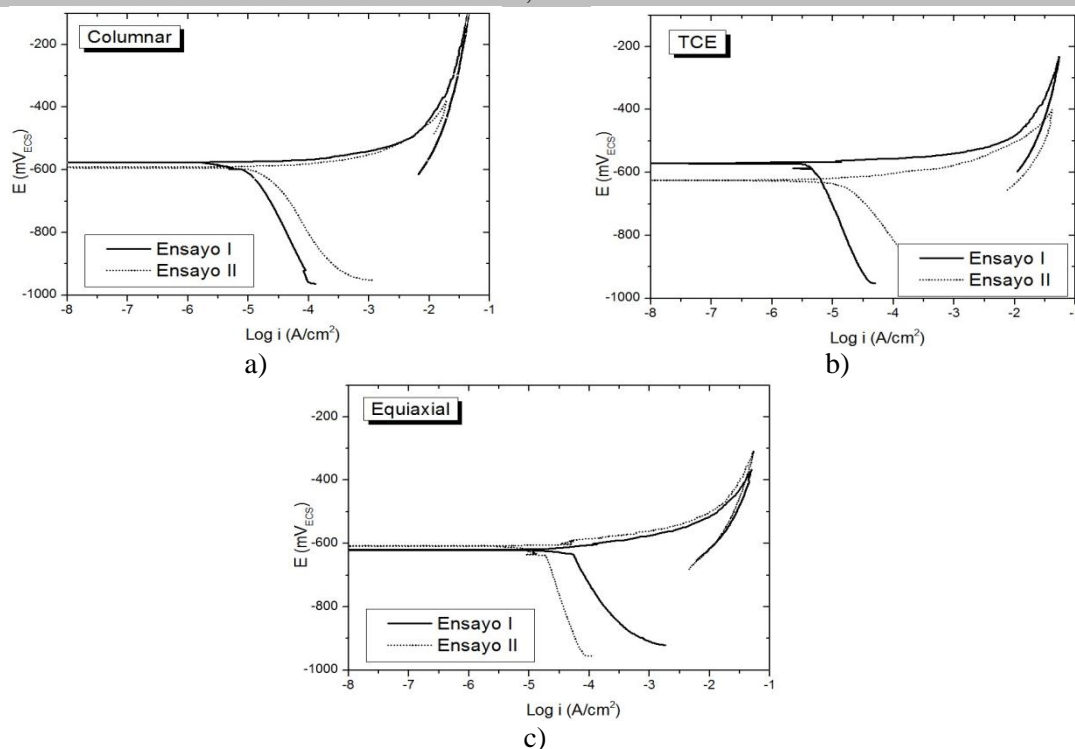 Columnar
-200
-400
-600
-800
-1000
E (mV_ECS)
Ensayo I
Ensayo II
-8 -7 -6 -5 -4 -3 -2 -1
Log i (A/cm²)
a)
TCE
-200
-400
-600
-800
-1000
E (mV_ECS)
Ensayo I
Ensayo II
-8 -7 -6 -5 -4 -3 -2 -1
Log i (A/cm²)
b)
Equiaxial
-200
-400
-600
-800
-1000
E (mV_ECS)
Ensayo I
Ensayo II
-8 -7 -6 -5 -4 -3 -2 -1
Log i (A/cm²)
c)